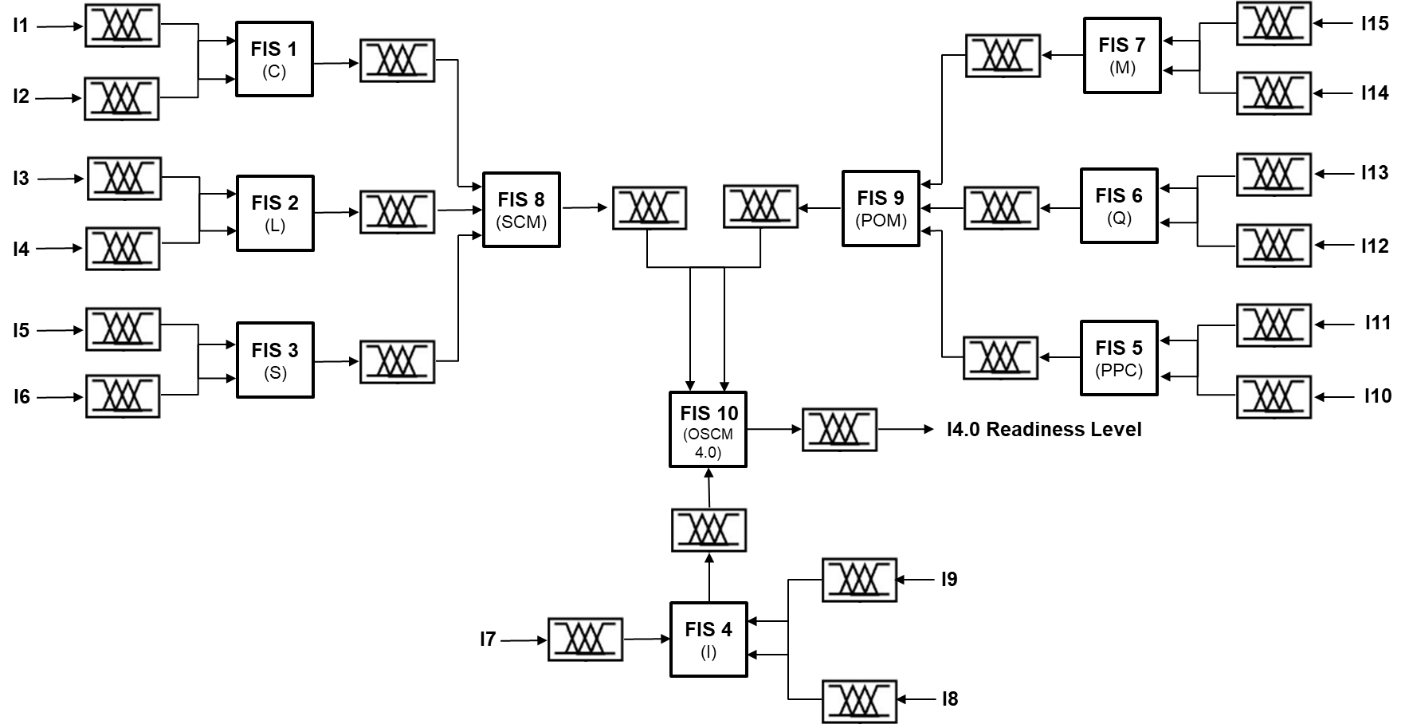 I1
FIS 1
(C)
I2
I3
FIS 2
(L)
I4
I5
FIS 3
(S)
I6
FIS 8
(SCM)
FIS 9
(POM)
FIS 7
(M)
I15
I14
FIS 6
(Q)
I13
I12
FIS 5
(PPC)
I11
I10
FIS 10
(OSCM
4.0)
I4.0 Readiness Level
I7
FIS 4
(I)
I9
I8